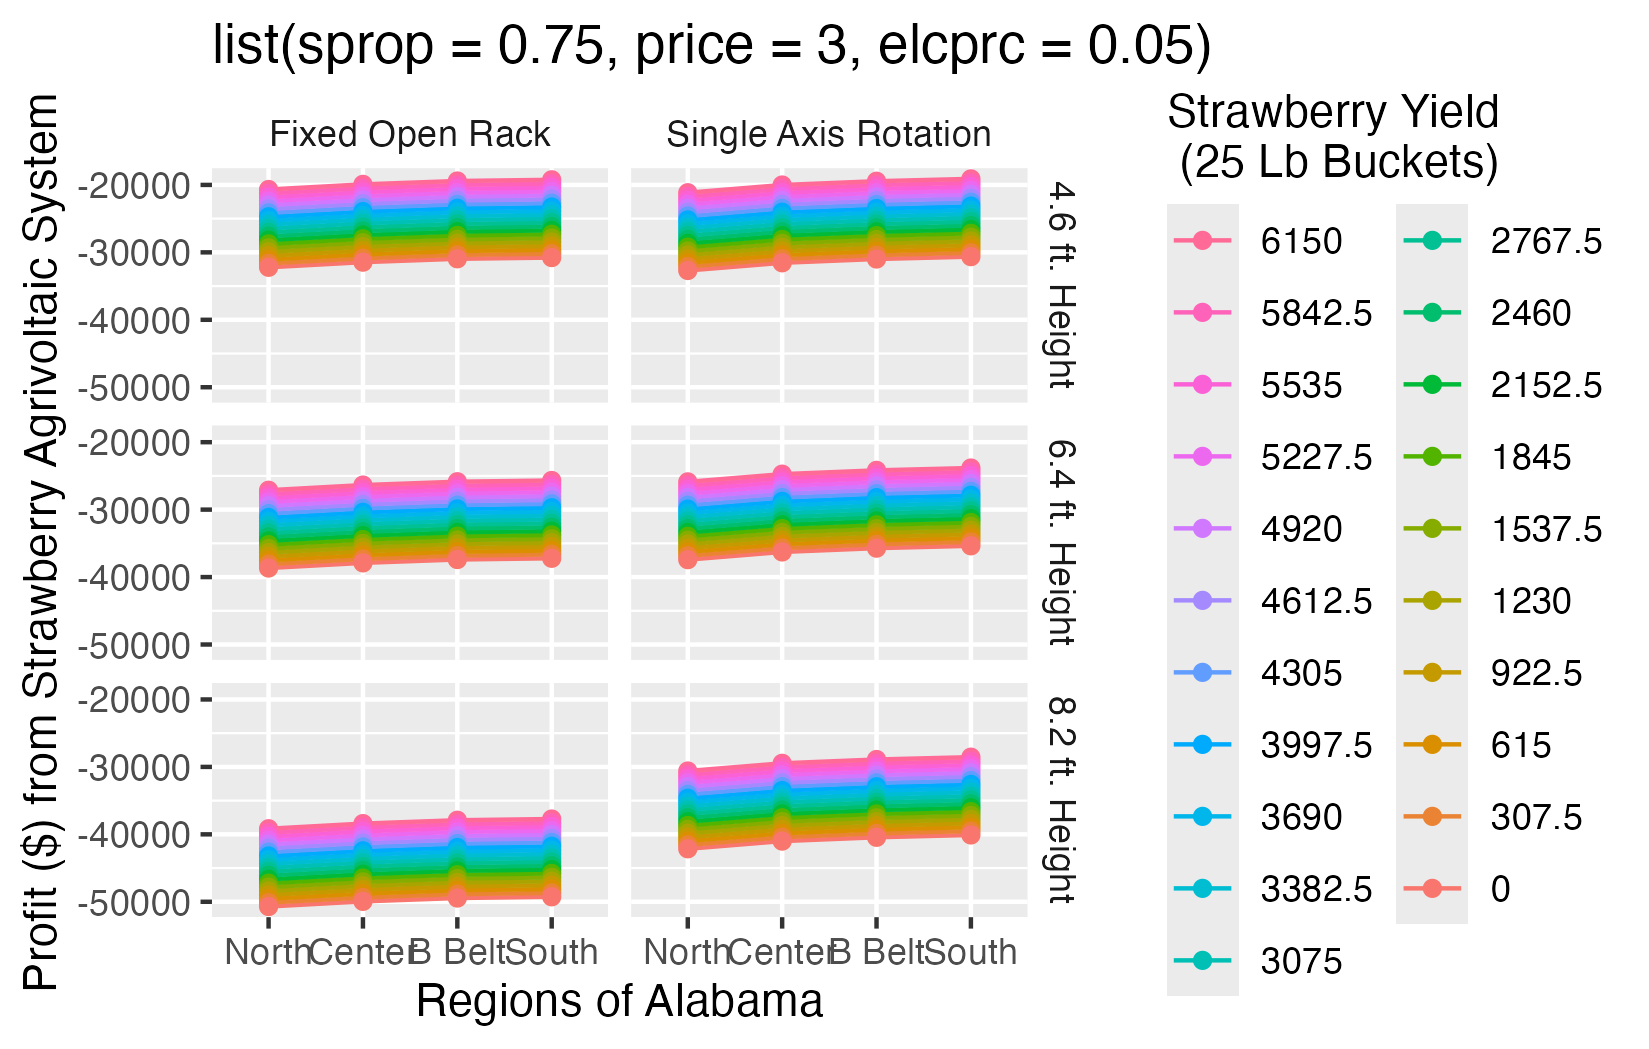 list(sprop = 0.75, price = 3, elcprc = 0.05)
Profit ($) from Strawberry Agrivoltaic System
Fixed Open Rack
Single Axis Rotation
-20000
-30000
-40000
-50000
4.6 ft. Height
-20000
-30000
-40000
-50000
6.4 ft. Height
-20000
-30000
-40000
-50000
8.2 ft. Height
North Center B Belt South
North Center B Belt South
Regions of Alabama
Strawberry Yield
(25 Lb Buckets)
6150
5842.5
5535
5227.5
4920
4612.5
4305
3997.5
3690
3382.5
3075
2767.5
2460
2152.5
1845
1537.5
1230
922.5
615
307.5
0